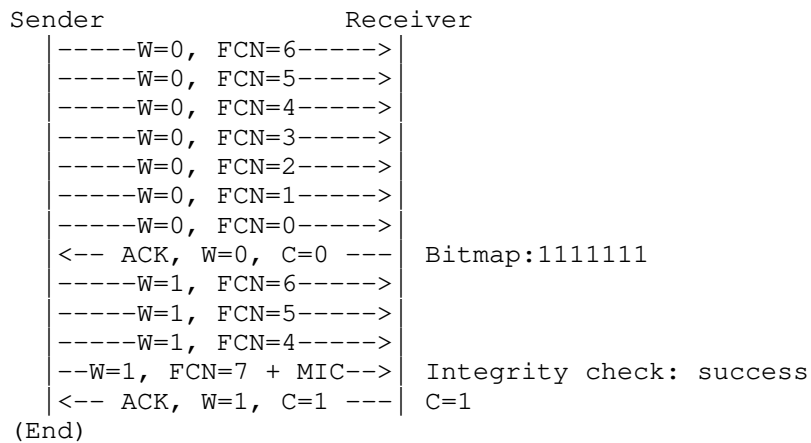 Sender                Receiver
  |-----W=0, FCN=6----->|
  |-----W=0, FCN=5----->|
  |-----W=0, FCN=4----->|
  |-----W=0, FCN=3----->|
  |-----W=0, FCN=2----->|
  |-----W=0, FCN=1----->|
  |-----W=0, FCN=0----->|
  |<-- ACK, W=0, C=0 ---| Bitmap:1111111
  |-----W=1, FCN=6----->|
  |-----W=1, FCN=5----->|
  |-----W=1, FCN=4----->|
  |--W=1, FCN=7 + MIC-->| Integrity check: success
  |<-- ACK, W=1, C=1 ---| C=1
(End)